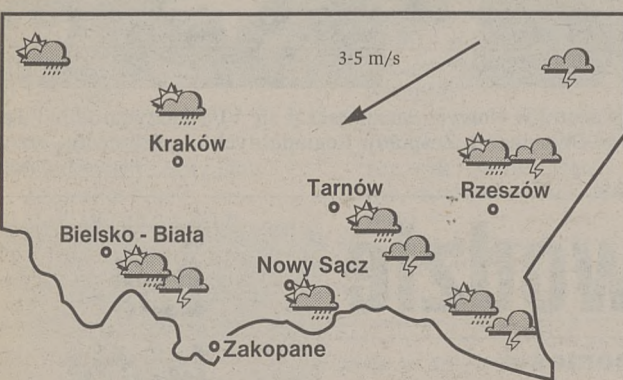 3-5 m/s
Kraków
Tarnów
Rzeszów
Bielsko - Biała
Nowy Sącz
Zakopane